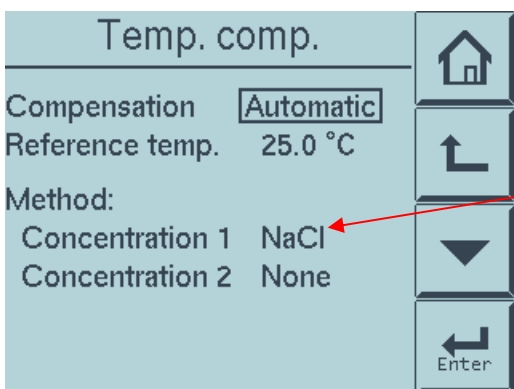 Temp. comp.
Compensation Automatic
Reference temp. 25.0 °C
Method:
Concentration 1 NaCl
Concentration 2 None
Enter